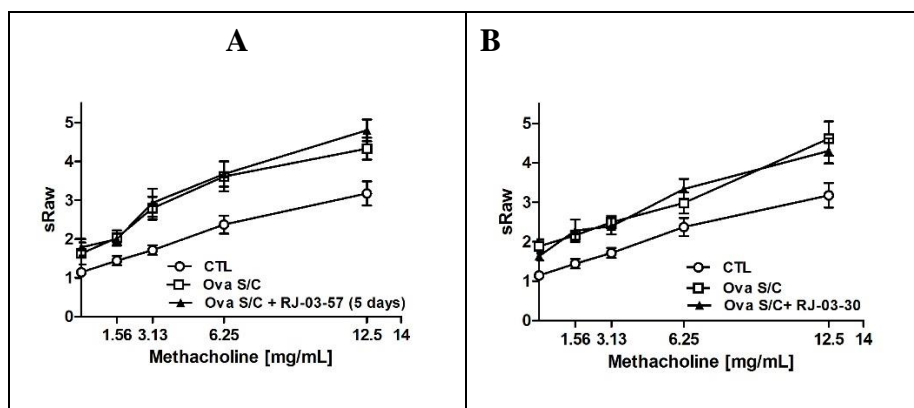 A
sRaw
5
4
3
2
1
0
CTL
Ova S/C
Ova S/C + RJ-03-57 (5 days)
1.56 3.13 6.25 12.5 14
Methacholine [mg/mL]
B
sRaw
5
4
3
2
1
0
CTL
Ova S/C
Ova S/C+ RJ-03-30
1.56 3.13 6.25 12.5 14
Methacholine [mg/mL]